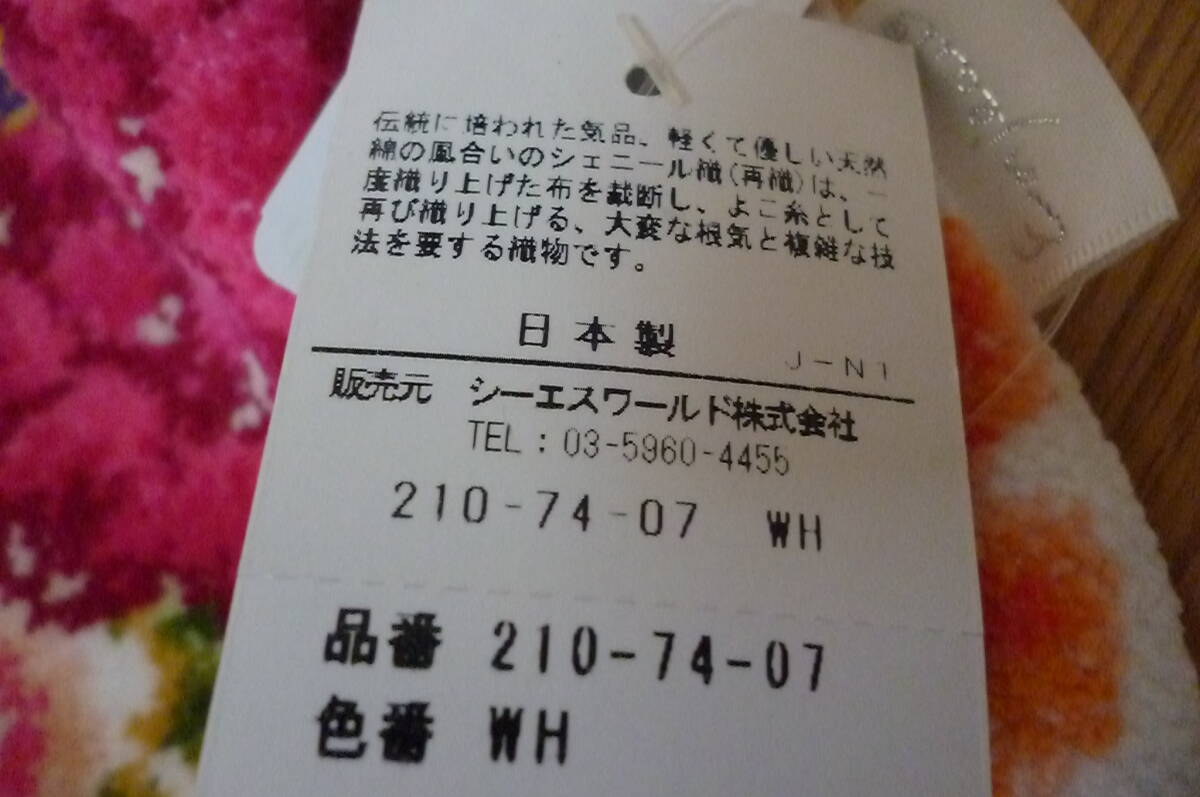 伝統に培われた気品、軽くて優しい天然
綿の風合いのシェニール織(再織)は、一
度織り上げた布を裁断し、よこ糸として
再び織り上げる、大変な根気と複雑な技
法を要する織物です。
日本製
J-N1
販売元 シーエスワールド株式会社
TEL：03-5960-4455
210-74-07 WH
品番 210-74-07
色番 WH